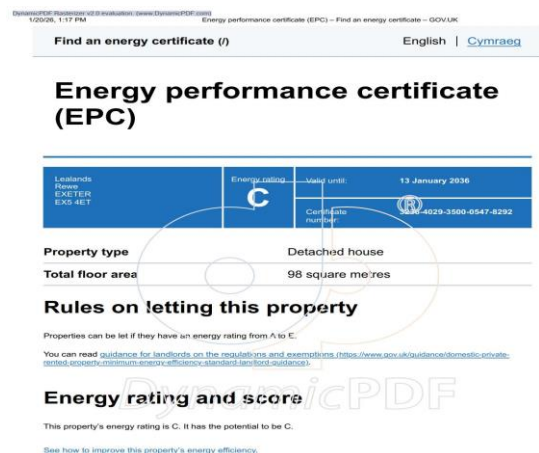 DynamicPDF Rasterizer v2.0 evaluation. (www.DynamicPDF.com)
1/20/26, 1:17 PM Energy performance certificate (EPC) – Find an energy certificate – GOV.UK
Find an energy certificate (/) English | Cymraeg
Energy performance certificate
(EPC)
Lealands
Rewe
EXETER
EX5 4ET
Energy rating
C
Valid until: 13 January 2036
Certificate
number: -4029-3500-0547-8292
Property type Detached house
Total floor area 98 square metres
Rules on letting this property
Properties can be let if they have an energy rating from A to E.
You can read guidance for landlords on the regulations and exemptions (https://www.gov.uk/guidance/domestic-private-
rented-property-minimum-energy-efficiency-standard-landlord-guidance).
Energy rating and score
DynamicPDF
This property's energy rating is C. It has the potential to be C.
See how to improve this property's energy efficiency.